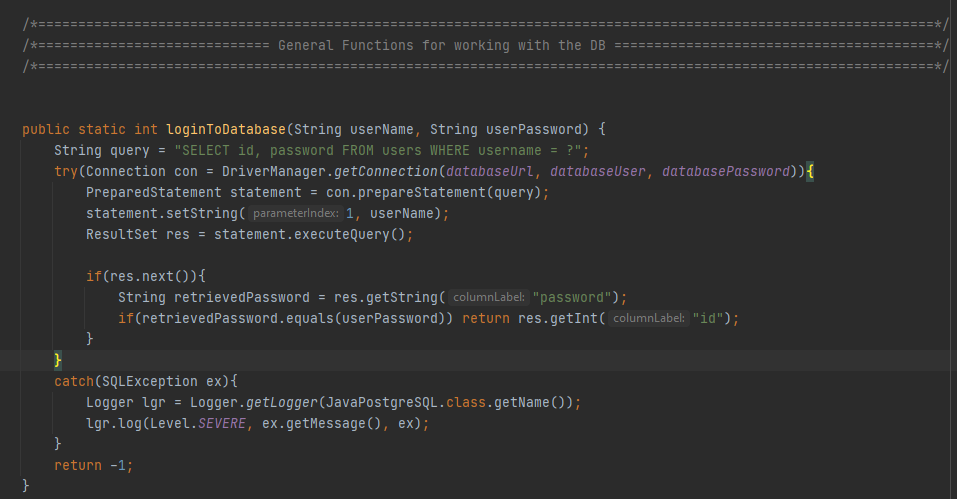 /*================================================================================================================*/
/*============================= General Functions for working with the DB ========================================*/
/*================================================================================================================*/
public static int loginToDatabase(String userName, String userPassword) {
String query = "SELECT id, password FROM users WHERE username = ?";
try(Connection con = DriverManager.getConnection(databaseUrl, databaseUser, databasePassword)){
PreparedStatement statement = con.prepareStatement(query);
statement.setString( parameterIndex: 1, userName);
ResultSet res = statement.executeQuery();
if(res.next()){
String retrievedPassword = res.getString( columnLabel: "password");
if(retrievedPassword.equals(userPassword)) return res.getInt( columnLabel: "id");
}
}
catch(SQLException ex){
Logger lgr = Logger.getLogger(JavaPostgreSQL.class.getName());
lgr.log(Level.SEVERE, ex.getMessage(), ex);
}
return -1;
}